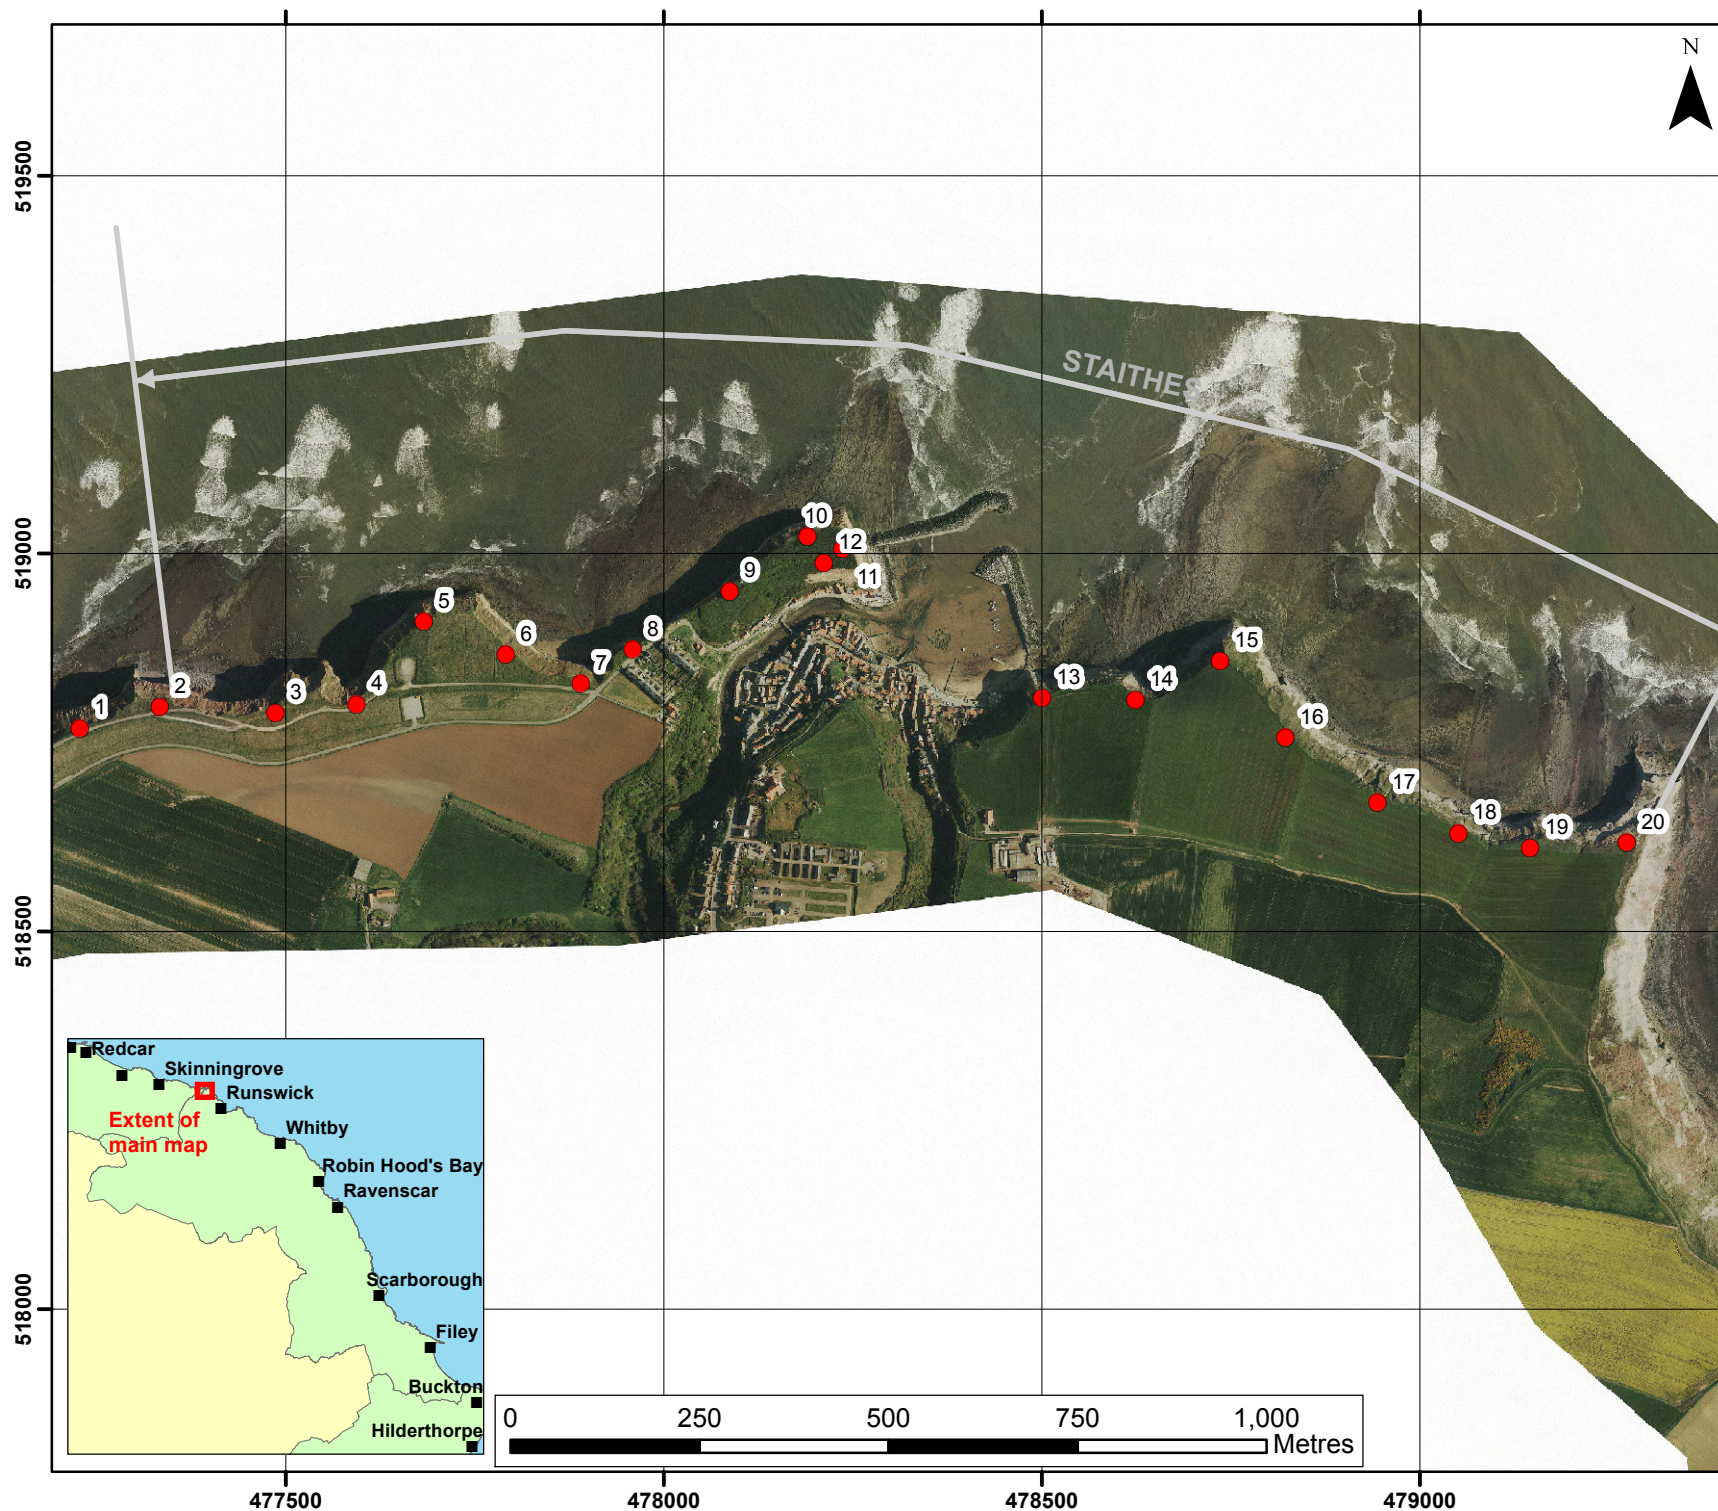 N
519500
519000
518500
518000
STAITHES
1
2
3
4
5
6
7
8
9
10
12
11
13
14
15
16
17
18
19
20
Redcar
Skinningrove
Runswick
Extent of
main map
Whitby
Robin Hood's Bay
Ravenscar
Scarborough
Filey
Buckton
Hilderthorpe
0 250 500 750 1,000
Metres
477500 478000 478500 479000